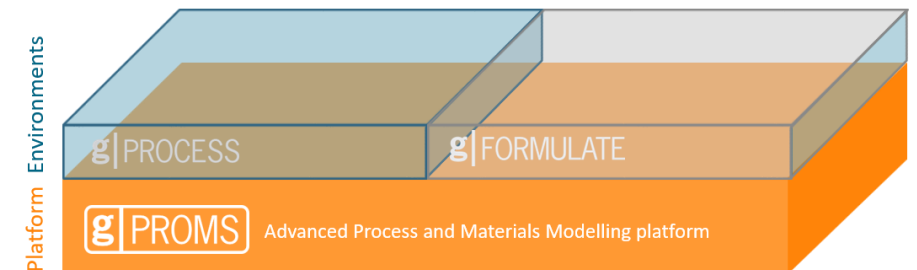 Environments
g|PROCESS
g|FORMULATE
Platform
g|PROMS
Advanced Process and Materials Modelling platform